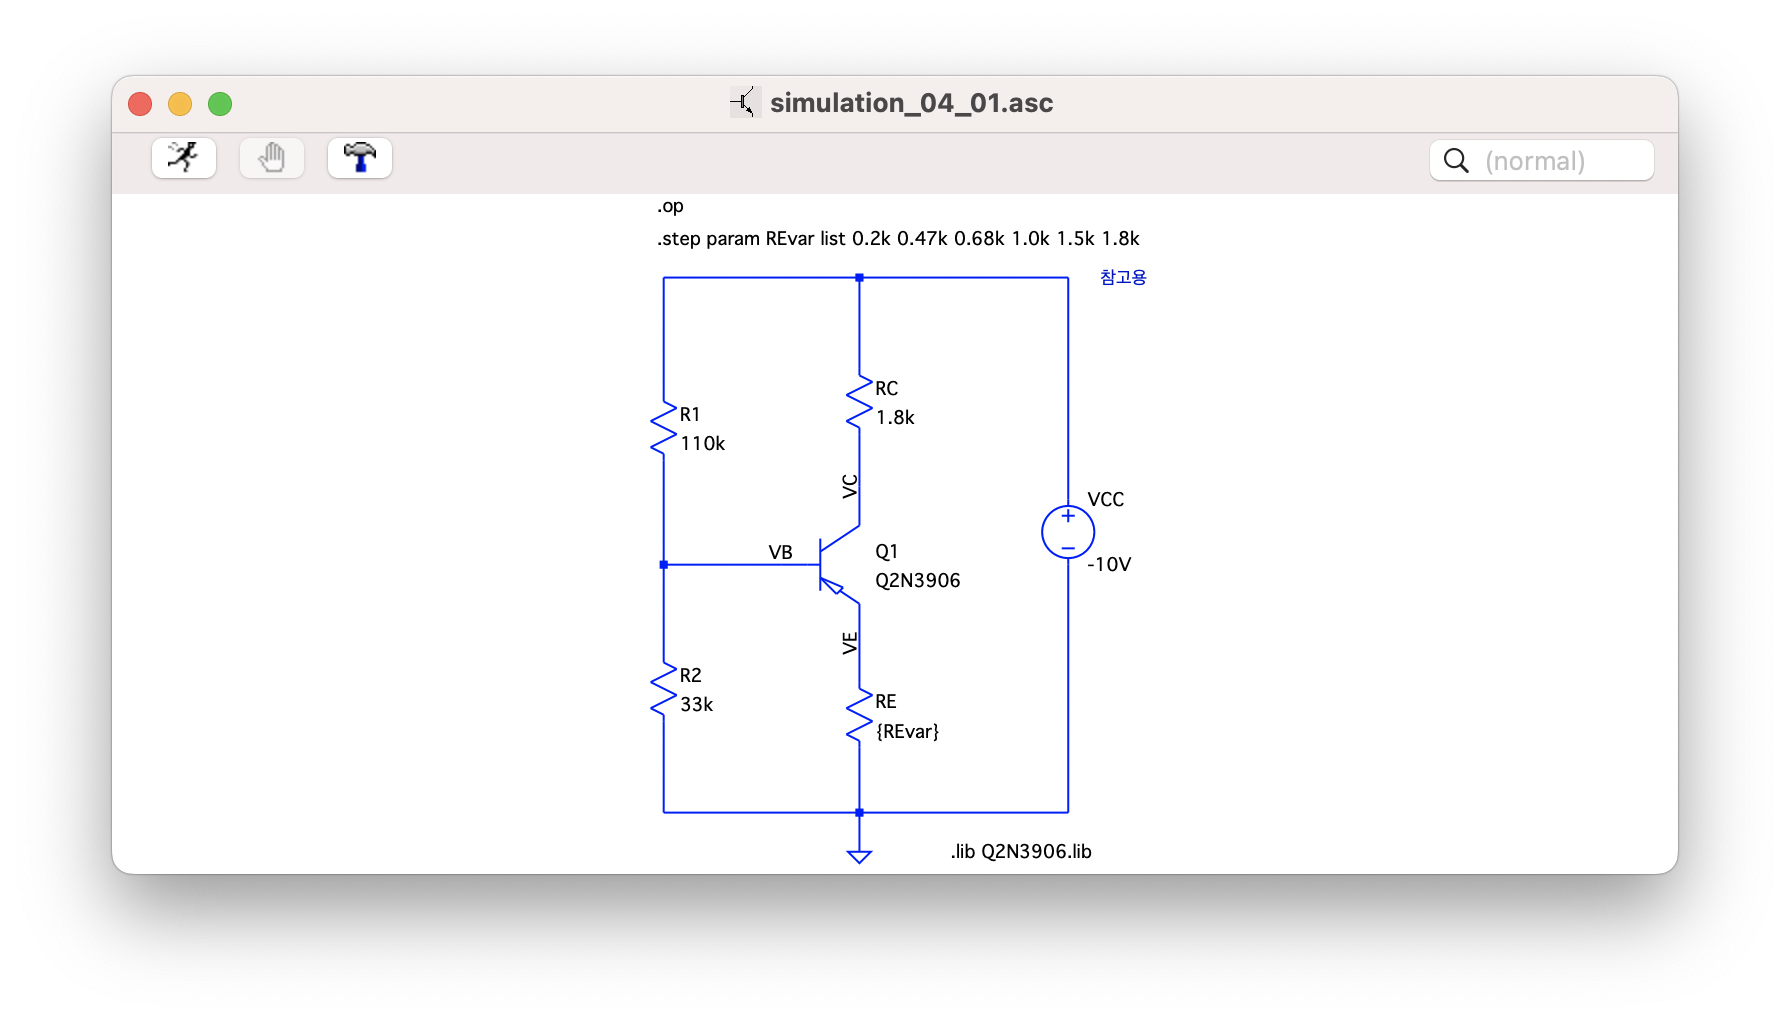 simulation_04_01.asc
(normal)
.op
.step param REvar list 0.2k 0.47k 0.68k 1.0k 1.5k 1.8k
참고용
RC
1.8k
R1
110k
VC
VCC
+
−
-10V
VB
Q1
Q2N3906
VE
R2
33k
RE
{REvar}
.lib Q2N3906.lib